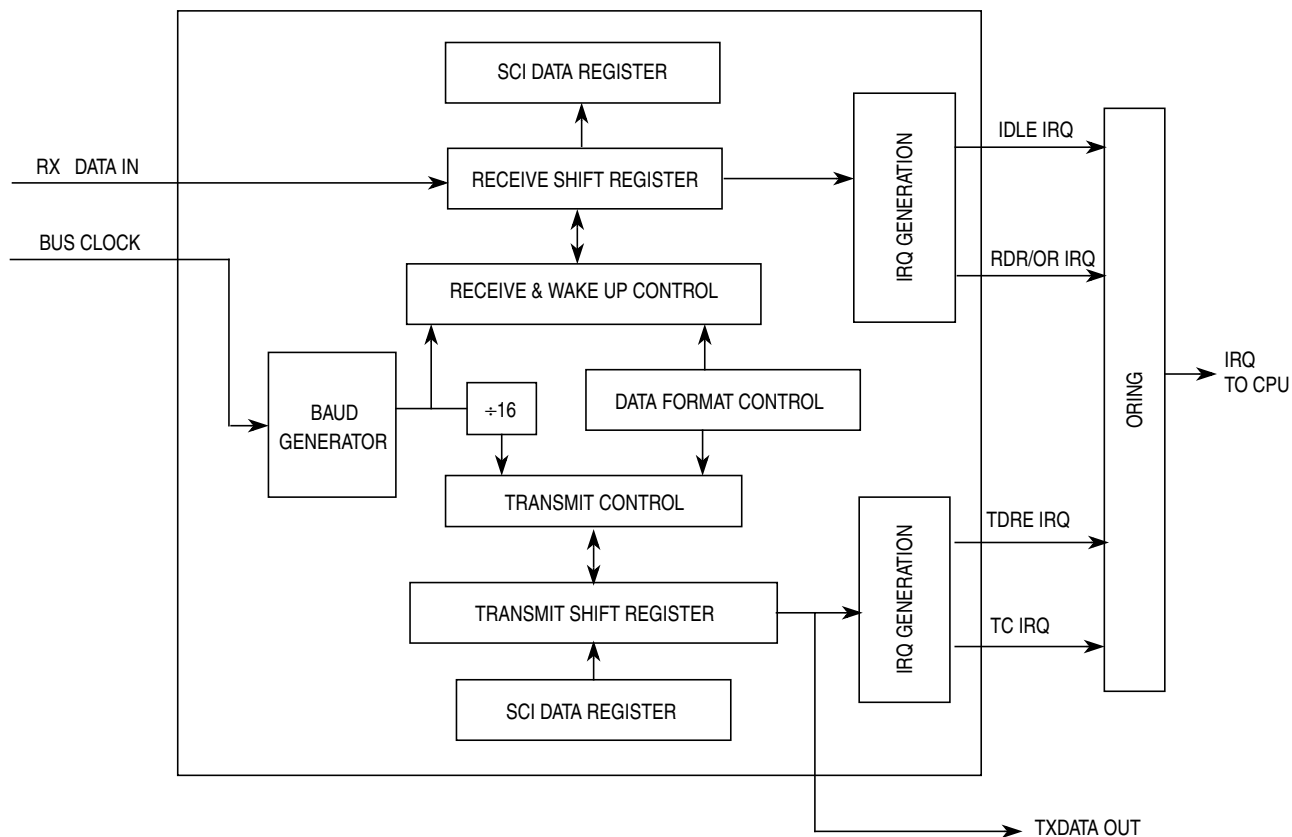 SCI DATA REGISTER
IDLE IRQ
RX DATA IN
RECEIVE SHIFT REGISTER
IRQ GENERATION
BUS CLOCK
RDR/OR IRQ
RECEIVE & WAKE UP CONTROL
IRQ
TO CPU
ORING
BAUD
GENERATOR
÷16
DATA FORMAT CONTROL
TRANSMIT CONTROL
TDRE IRQ
IRQ GENERATION
TRANSMIT SHIFT REGISTER
TC IRQ
SCI DATA REGISTER
TXDATA OUT